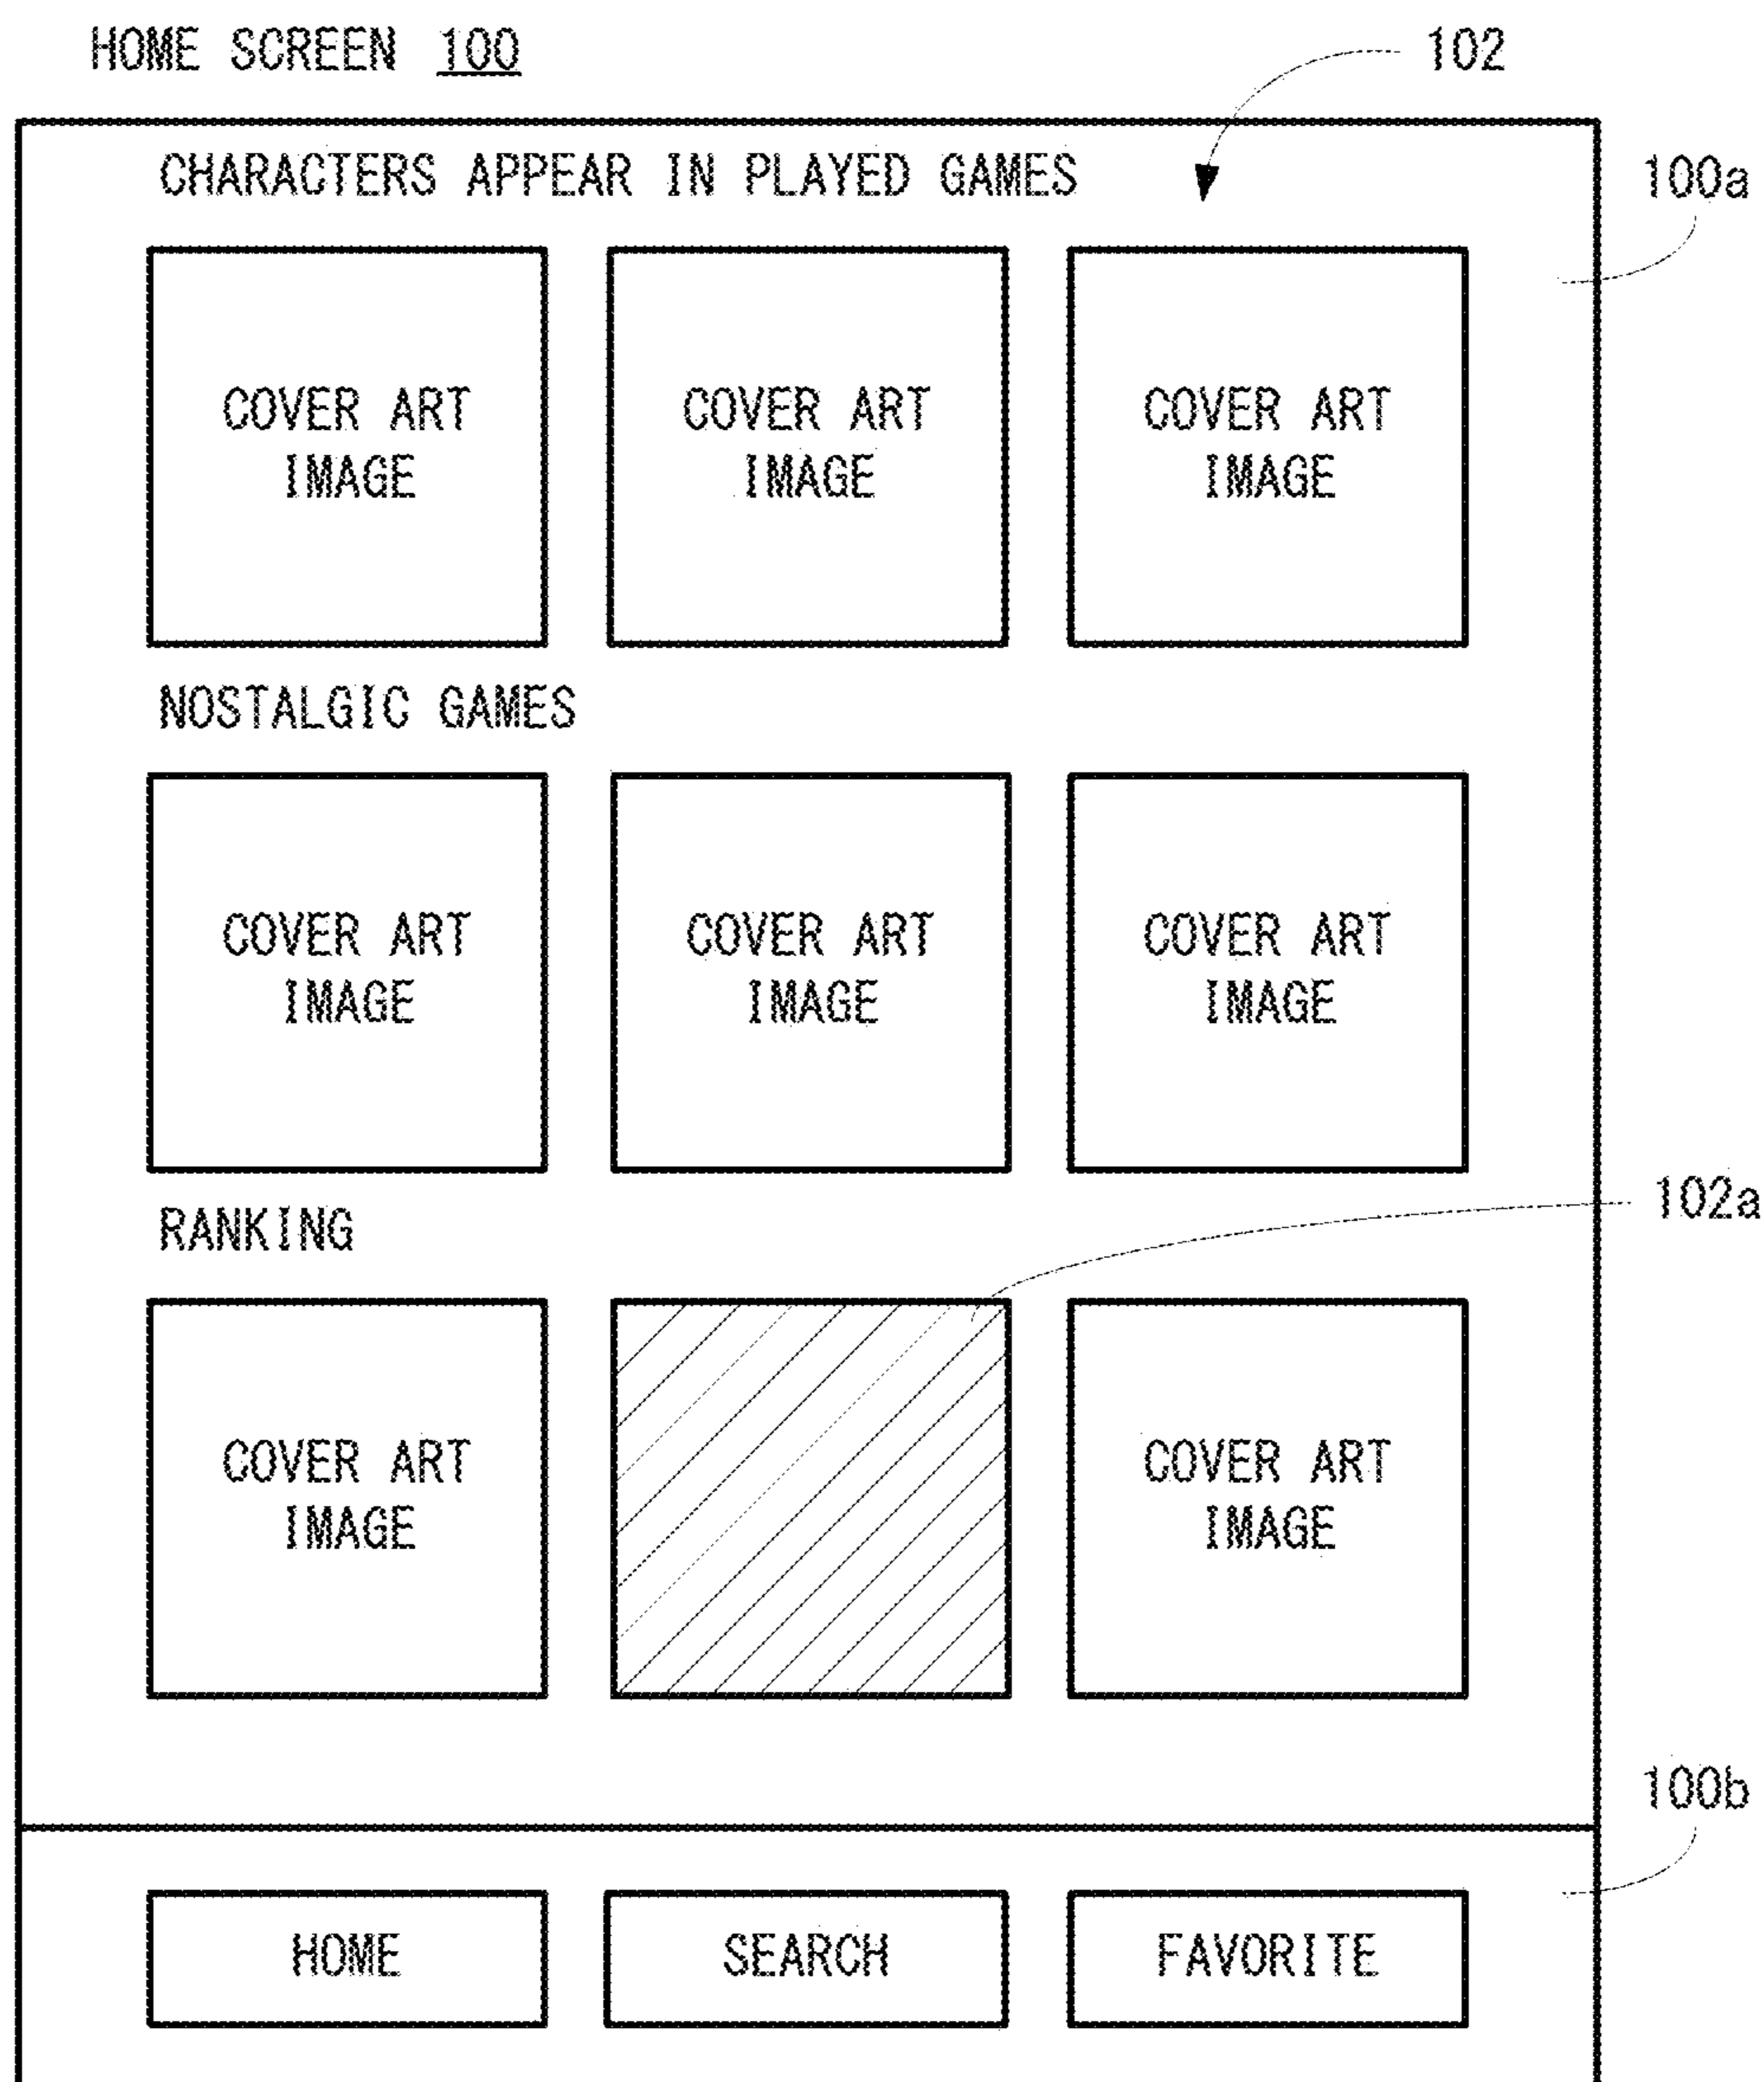 HOME SCREEN 100
102
CHARACTERS APPEAR IN PLAYED GAMES
100a
COVER ART
IMAGE
COVER ART
IMAGE
COVER ART
IMAGE
NOSTALGIC GAMES
COVER ART
IMAGE
COVER ART
IMAGE
COVER ART
IMAGE
102a
RANKING
COVER ART
IMAGE
COVER ART
IMAGE
100b
HOME
SEARCH
FAVORITE